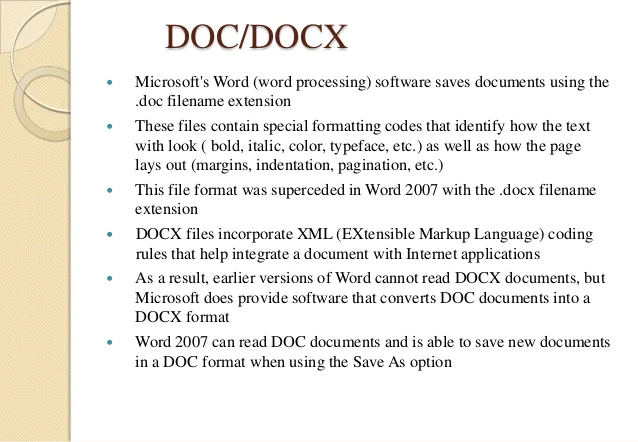 DOC/DOCX
• Microsoft's Word (word processing) software saves documents using the
.doc filename extension
• These files contain special formatting codes that identify how the text
with look ( bold, italic, color, typeface, etc.) as well as how the page
lays out (margins, indentation, pagination, etc.)
• This file format was superceded in Word 2007 with the .docx filename
extension
• DOCX files incorporate XML (EXtensible Markup Language) coding
rules that help integrate a document with Internet applications
• As a result, earlier versions of Word cannot read DOCX documents, but
Microsoft does provide software that converts DOC documents into a
DOCX format
• Word 2007 can read DOC documents and is able to save new documents
in a DOC format when using the Save As option